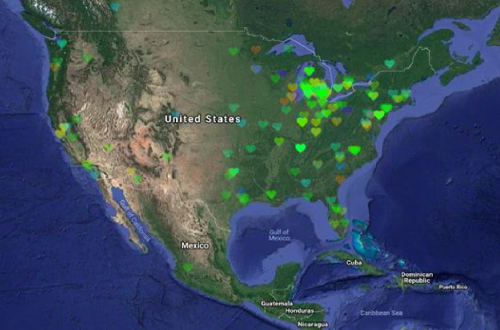 United States
Gulf of California
Gulf of
Mexico
Mexico
Cuba
Dominican
Republic
Puerto Rico
Guatemala
Honduras
Caribbean Sea
Nicaragua